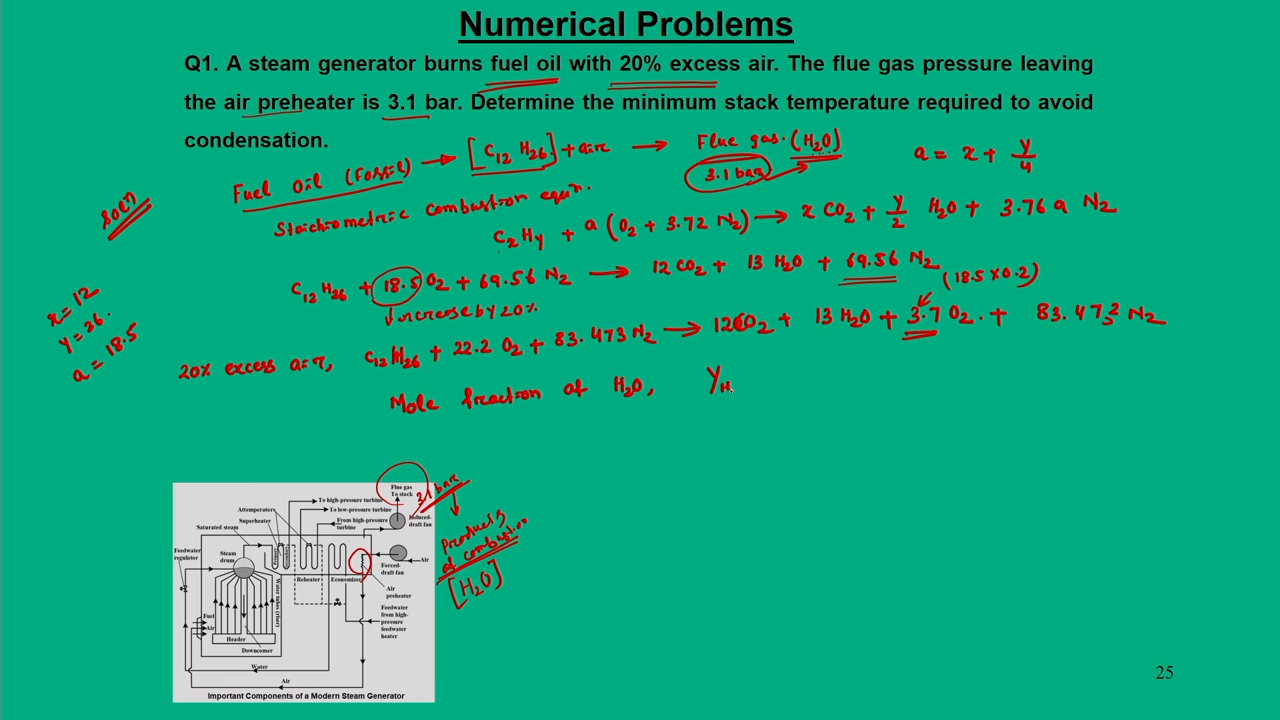 Numerical Problems
Q1. A steam generator burns fuel oil with 20% excess air. The flue gas pressure leaving
the air preheater is 3.1 bar. Determine the minimum stack temperature required to avoid
condensation.
Soln
Fuel oil (Fossil) → [C12 H26] + air → Flue gas. (H2O)
3.1 bar
a = x + y/4
Stoichrometric combustion equn.
CxHy + a (O2 + 3.72 N2) → x CO2 + y/2 H2O + 3.76 a N2
C12 H26 + 18.5 O2 + 69.56 N2 → 12 CO2 + 13 H2O + 69.56 N2
(18.5 x 0.2)
↓ increase by 20%
x = 12
y = 26.
a = 18.5
20% excess air, C12 H26 + 22.2 O2 + 83.473 N2 → 12 CO2 + 13 H2O + 3.7 O2. + 83.472 N2
Mole fraction of H2O, YH
Flue gas
To stack
3.1 bar
To high-pressure turbine
Attemperators
To low-pressure turbine
Superheater
From high-pressure
turbine
Induced-
draft fan
Saturated steam
Products
of combustion
[H2O]
Feedwater
regulator
Steam
drum
Air
Forced-
draft fan
Reheater
Economizer
Air
preheater
Water tubes (riser)
Fuel
Air
Feedwater
from high-
pressure
feedwater
heater
Header
Downcomer
Water
Air
Important Components of a Modern Steam Generator
25